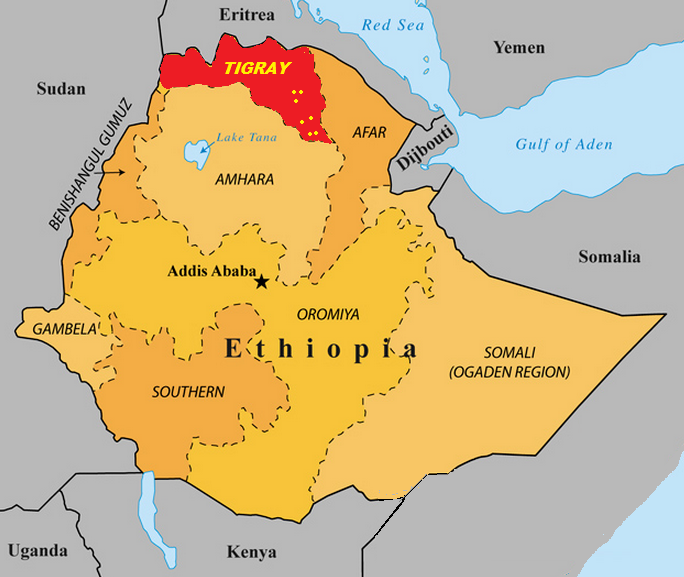 Eritrea
Red Sea
Yemen
TIGRAY
Sudan
BENISHANGUL GUMUZ
Lake Tana
AFAR
Dijbouti
Gulf of Aden
AMHARA
Somalia
Addis Ababa
OROMIYA
GAMBELA
Ethiopia
SOMALI
(OGADEN REGION)
SOUTHERN
Uganda
Kenya